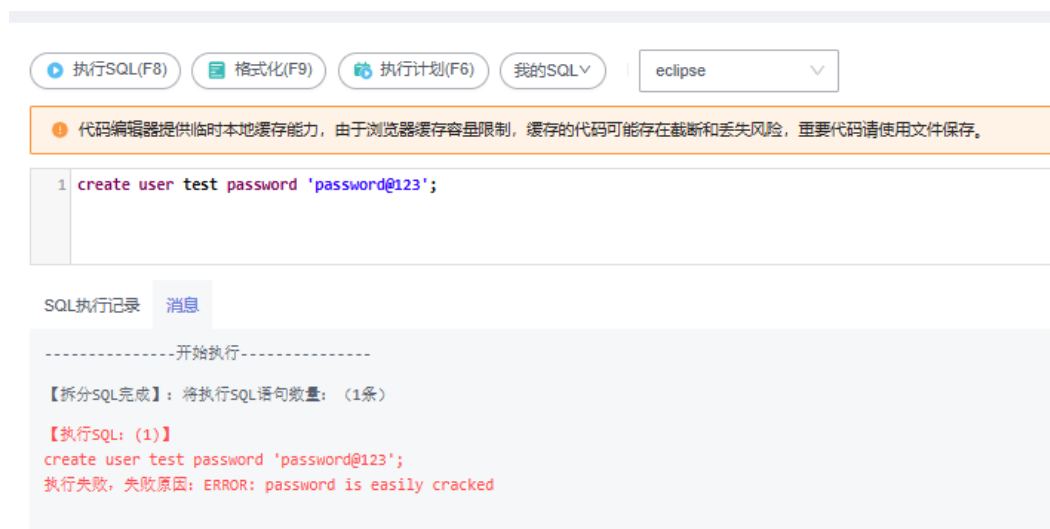 执行SQL(F8) 格式化(F9) 执行计划(F6) 我的SQL eclipse
代码编辑器提供临时本地缓存能力，由于浏览器缓存容量限制，缓存的代码可能存在截断和丢失风险，重要代码请使用文件保存。
1 create user test password 'password@123';
SQL执行记录 消息
---------------开始执行---------------
【拆分SQL完成】：将执行SQL语句数量：（1条）
【执行SQL：(1)】
create user test password 'password@123';
执行失败，失败原因：ERROR: password is easily cracked